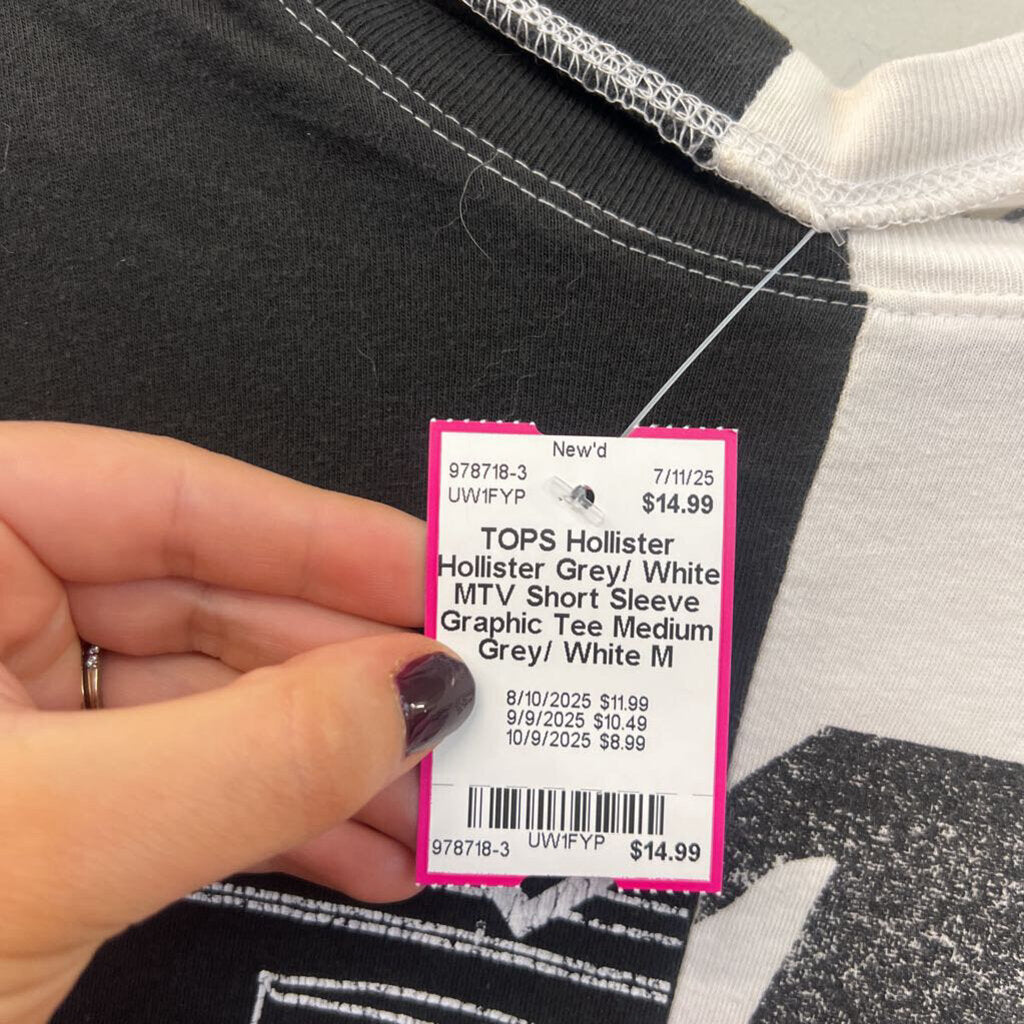 New'd
978718-3 7/11/25
UW1FYP $14.99
TOPS Hollister
Hollister Grey/ White
MTV Short Sleeve
Graphic Tee Medium
Grey/ White M
8/10/2025 $11.99
9/9/2025 $10.49
10/9/2025 $8.99
978718-3 UW1FYP $14.99